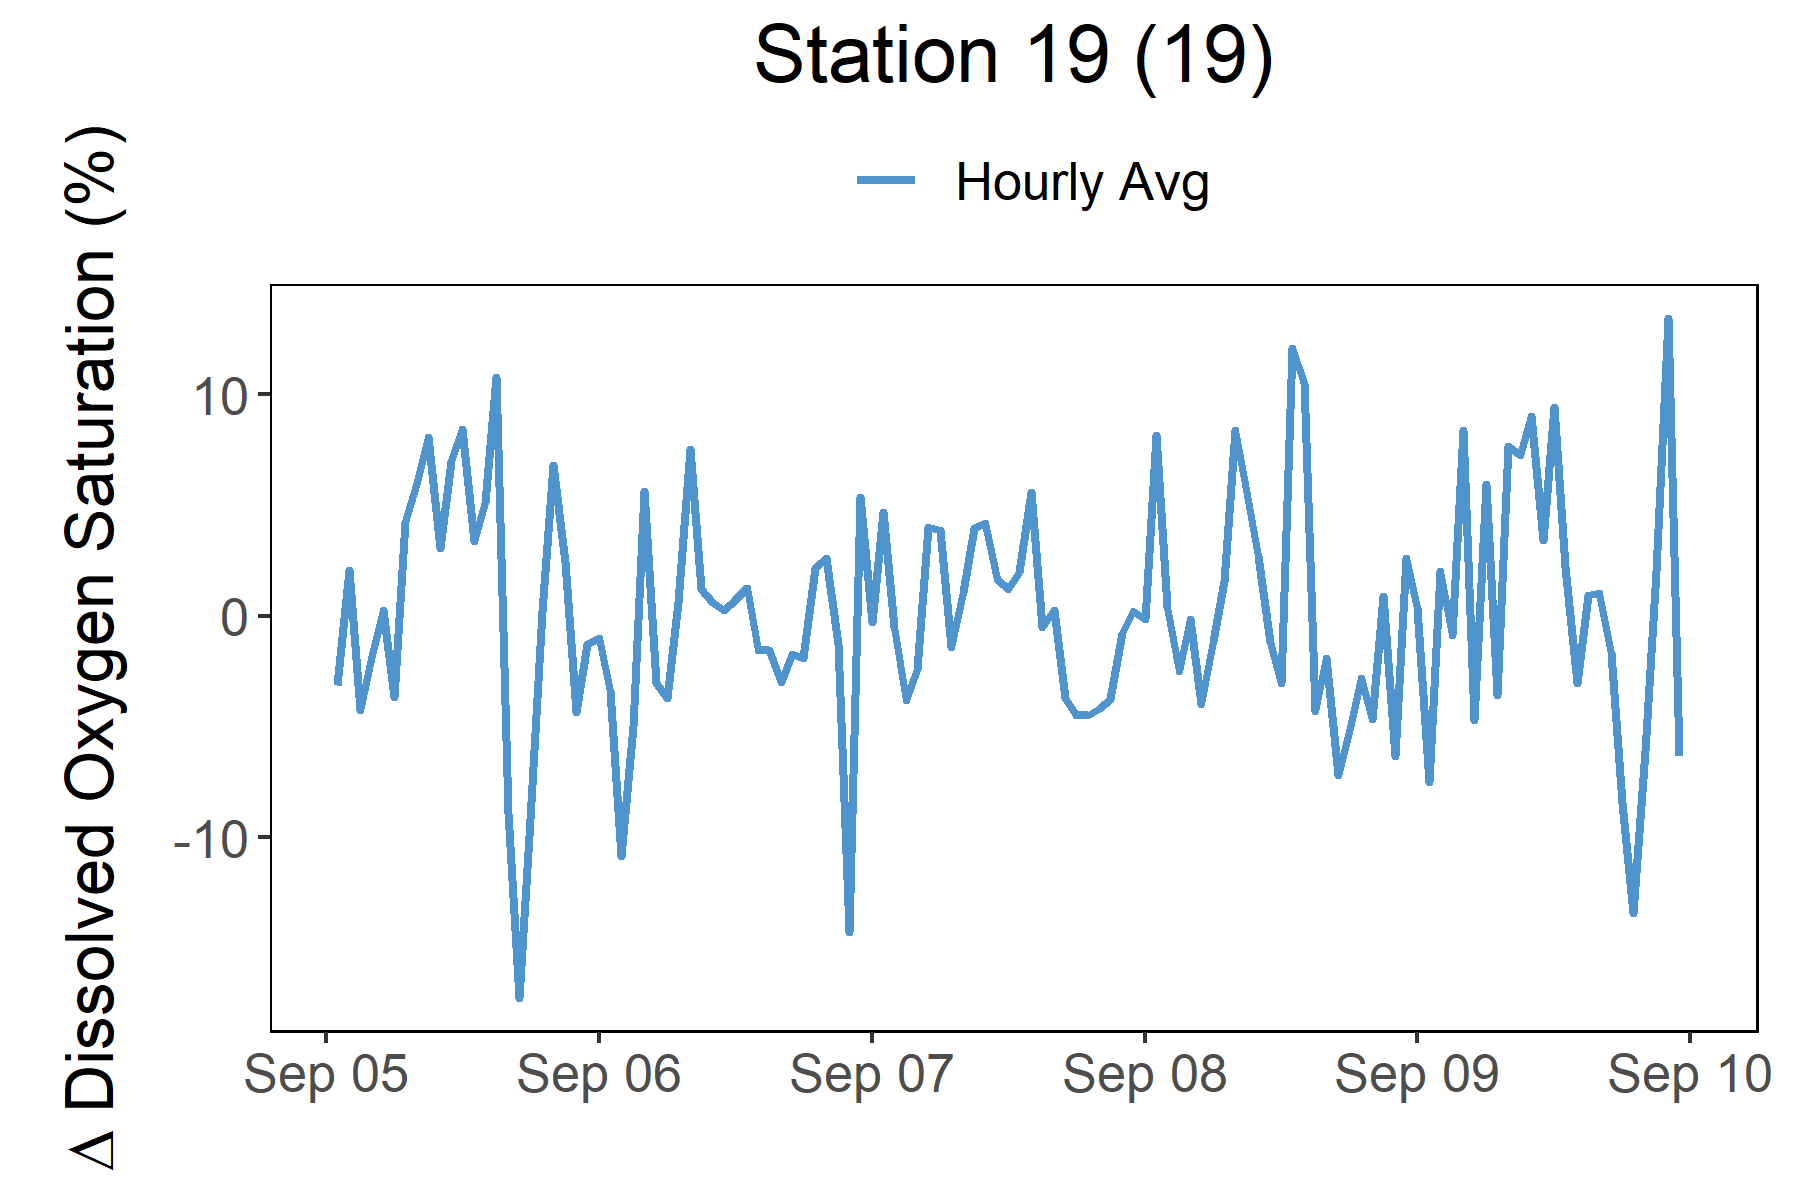 Station 19 (19)
Hourly Avg
Δ Dissolved Oxygen Saturation (%)
10
0
-10
Sep 05 Sep 06 Sep 07 Sep 08 Sep 09 Sep 10